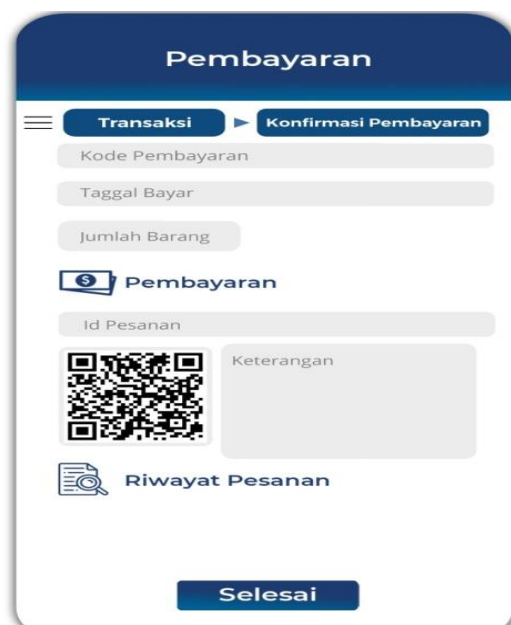 Pembayaran
Transaksi
Konfirmasi Pembayaran
Kode Pembayaran
Taggal Bayar
Jumlah Barang
Pembayaran
Id Pesanan
Keterangan
Riwayat Pesanan
Selesai